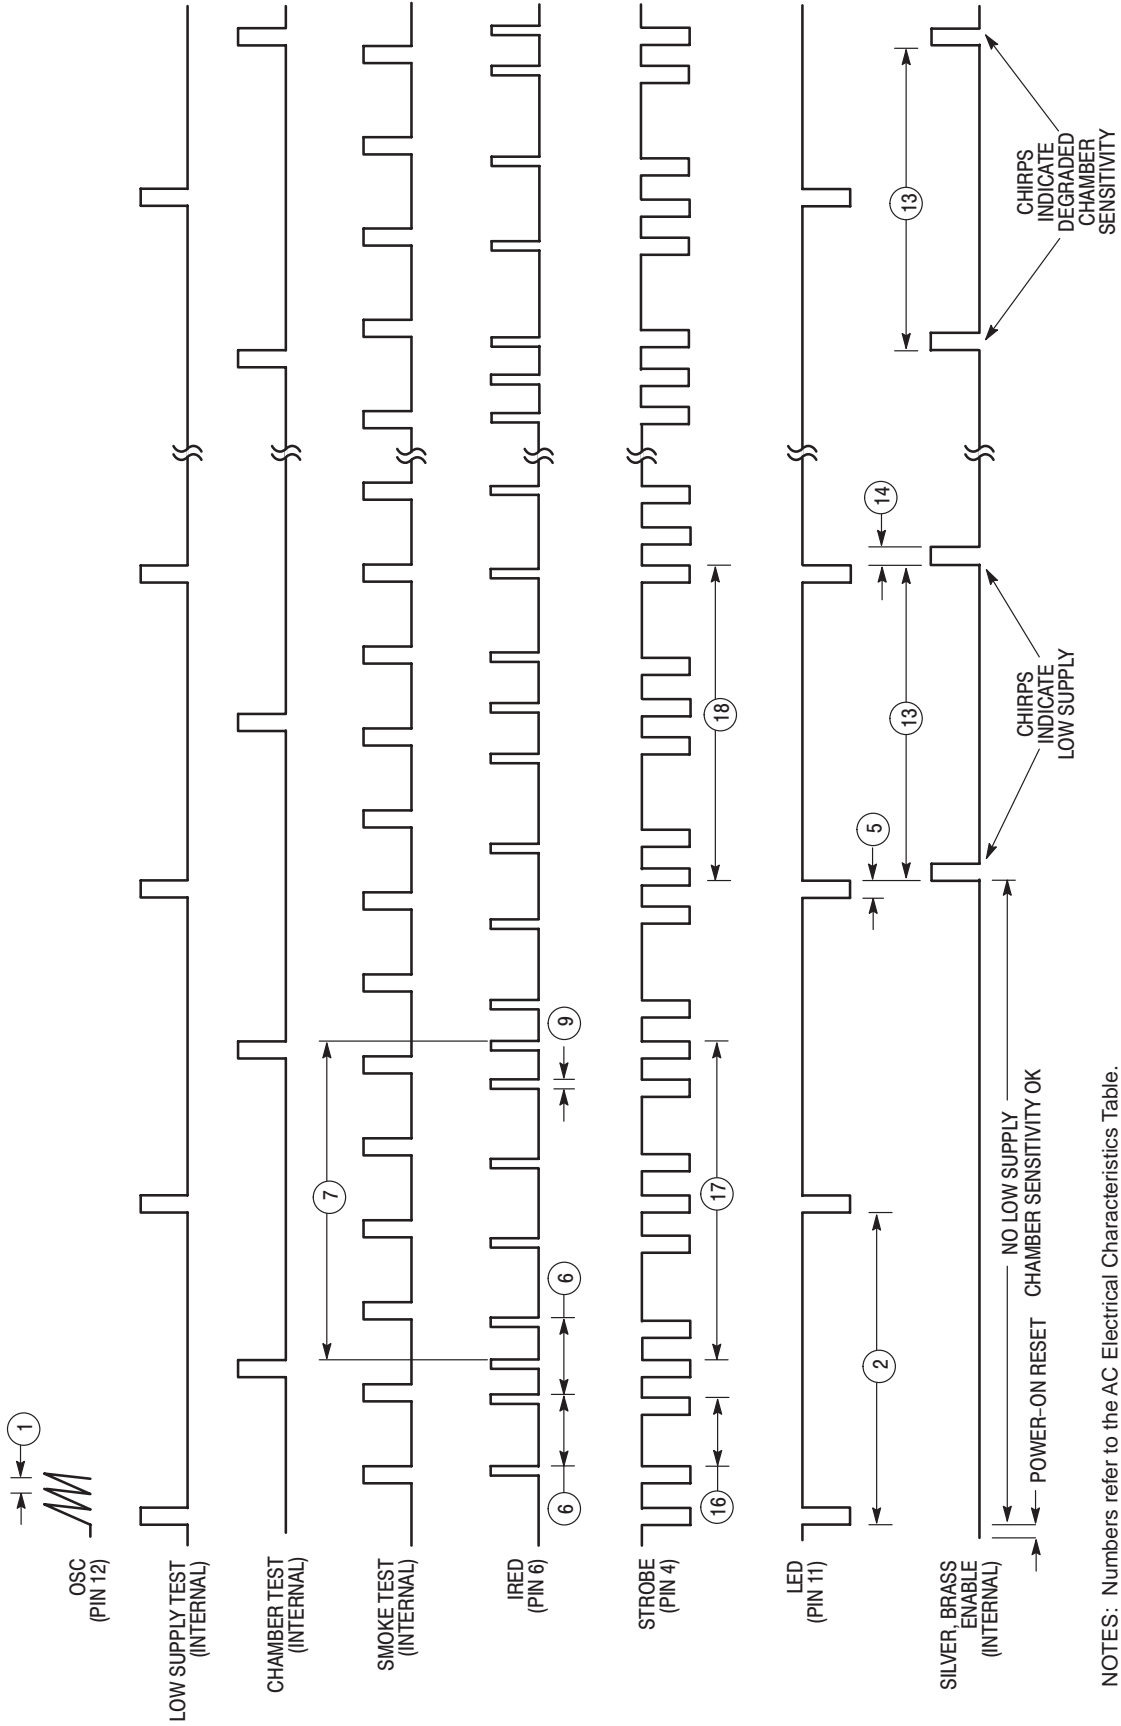 1
OSC
(PIN 12)
LOW SUPPLY TEST
(INTERNAL)
CHAMBER TEST
(INTERNAL)
7
SMOKE TEST
(INTERNAL)
IRED
(PIN 6)
6
6
9
STROBE
(PIN 4)
16
17
18
LED
(PIN 11)
2
5
13
14
13
SILVER, BRASS
ENABLE
(INTERNAL)
POWER–ON RESET
NO LOW SUPPLY
CHAMBER SENSITIVITY OK
CHIRPS
INDICATE
LOW SUPPLY
CHIRPS
INDICATE
DEGRADED
CHAMBER
SENSITIVITY
NOTES: Numbers refer to the AC Electrical Characteristics Table.